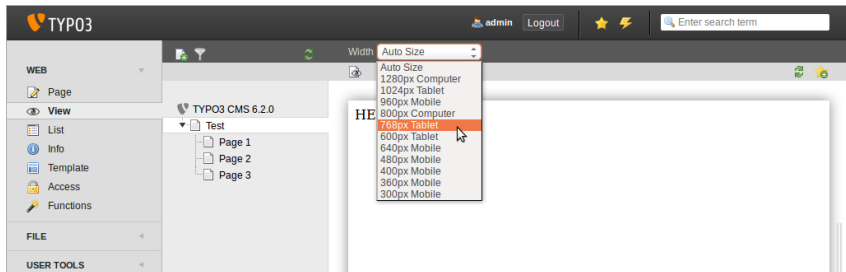 TYPO3
admin
Logout
Enter search term
Width Auto Size
WEB
Page
View
List
Info
Template
Access
Functions
FILE
USER TOOLS
TYPO3 CMS 6.2.0
Test
Page 1
Page 2
Page 3
Auto Size
1280px Computer
1024px Tablet
960px Mobile
800px Computer
768px Tablet
600px Tablet
640px Mobile
480px Mobile
400px Mobile
360px Mobile
300px Mobile
HE